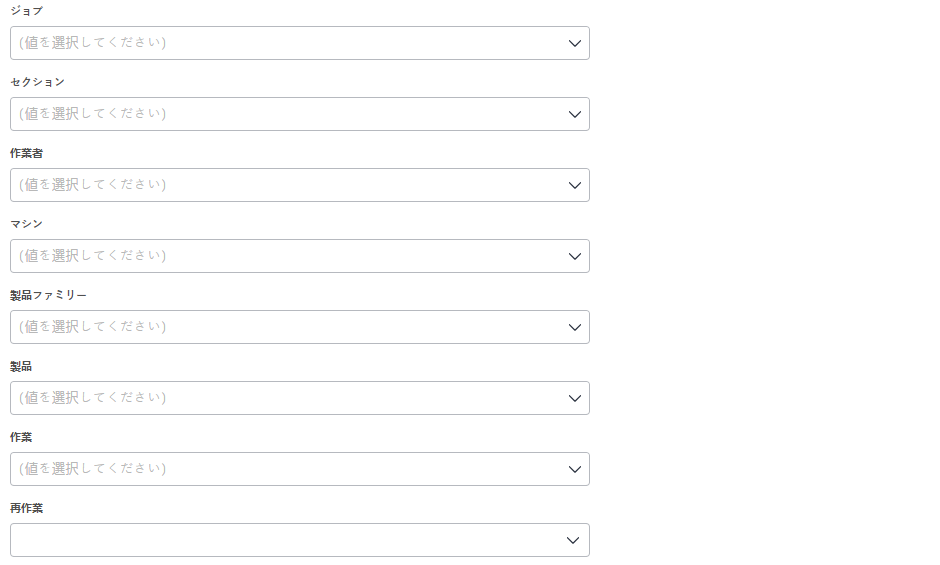 ジョブ
(値を選択してください)
セクション
(値を選択してください)
作業者
(値を選択してください)
マシン
(値を選択してください)
製品ファミリー
(値を選択してください)
製品
(値を選択してください)
作業
(値を選択してください)
再作業